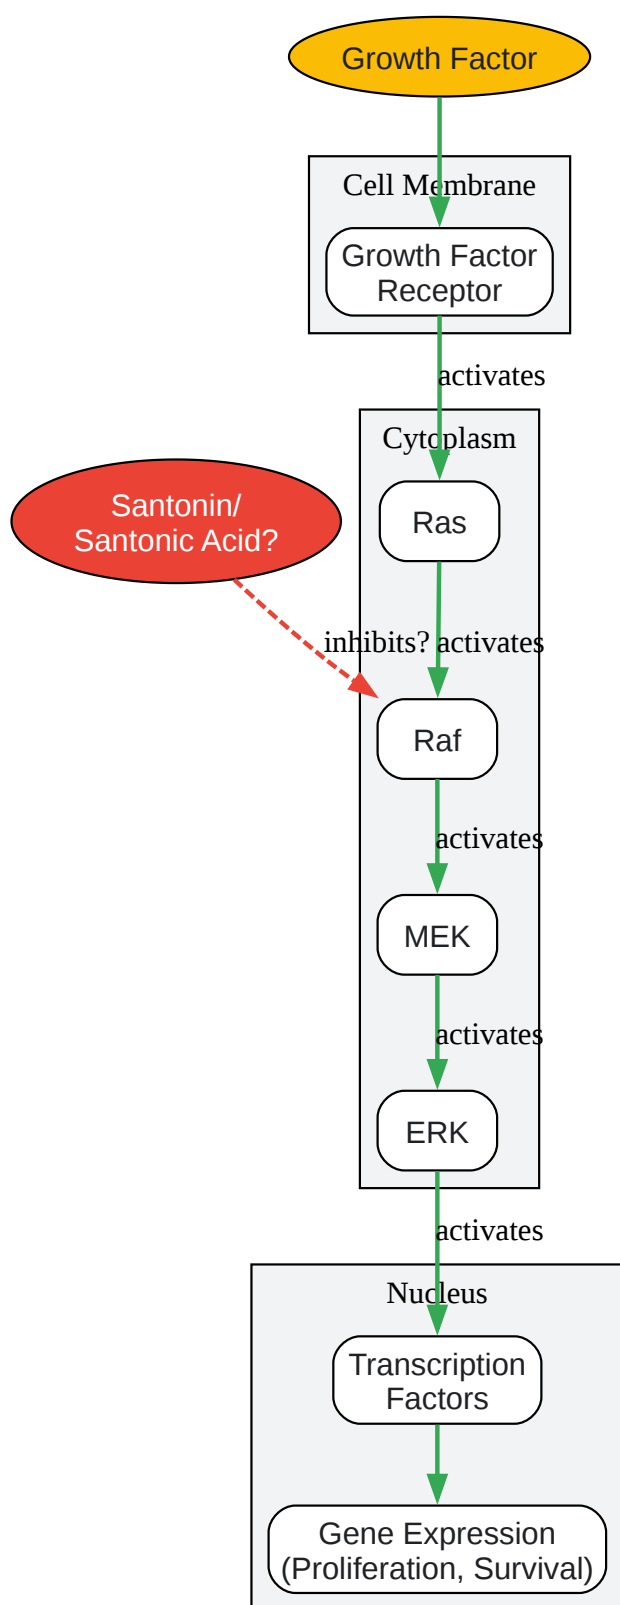 Growth Factor
Cell Membrane
Growth Factor
Receptor
activates
Cytoplasm
Santonin/
Santonic Acid?
Ras
inhibits?
activates
Raf
activates
MEK
activates
ERK
activates
Nucleus
Transcription
Factors
Gene Expression
(Proliferation, Survival)